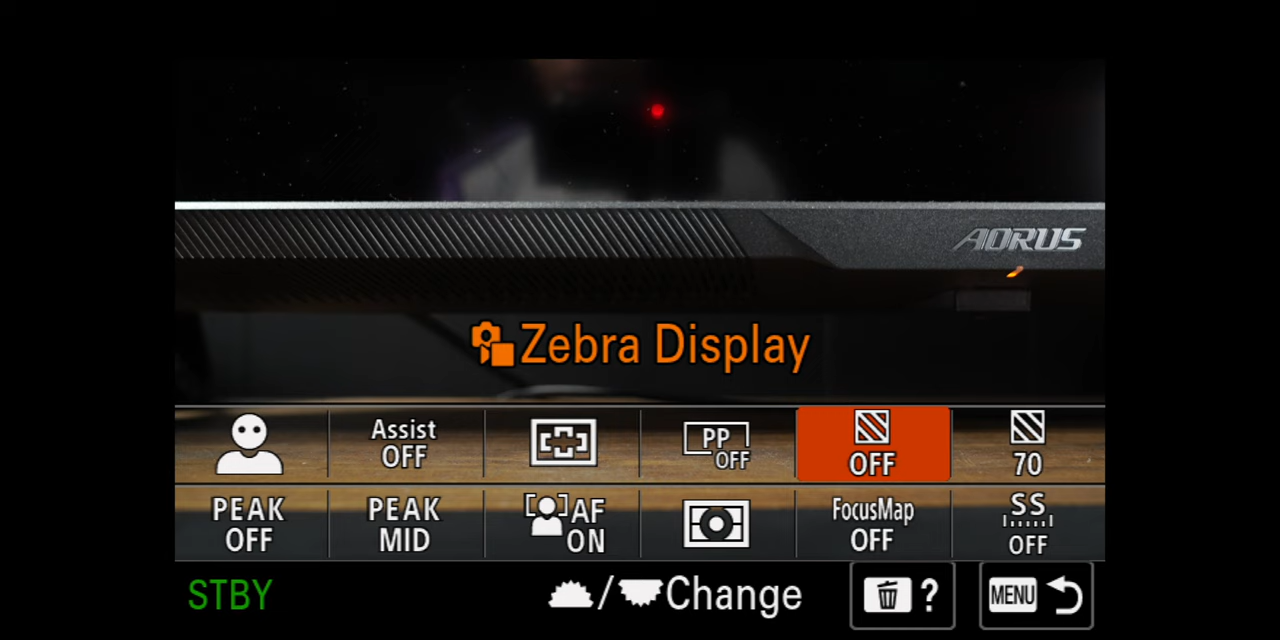 AORUS
Zebra Display
Assist
OFF
PP
OFF
OFF
70
PEAK
OFF
PEAK
MID
AF
ON
FocusMap
OFF
SS
OFF
STBY
/ Change
?
MENU